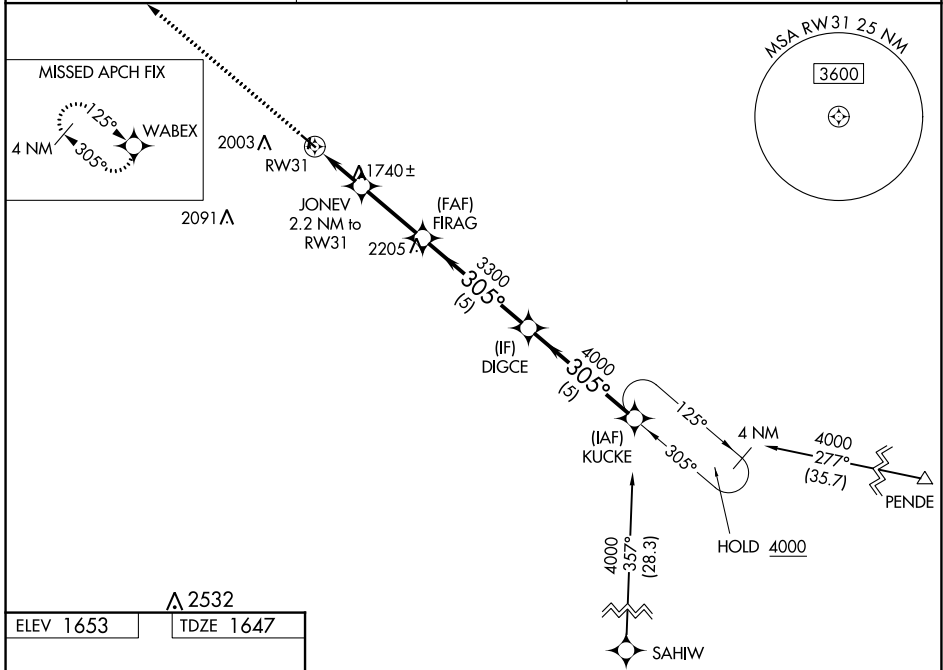 MSA RW31 25 NM
3600
MISSED APCH FIX
125°
WABEX
4 NM
305°
2003
RW31
1740±
JONEV
2.2 NM to
RW31
(FAF)
FIRAG
2091
2205
3300
305°
(5)
(IF)
DIGCE
4000
305°
(5)
(IAF)
KUCKE
125°
305°
4 NM
4000
277°
(35.7)
PENDE
HOLD 4000
4000
357°
(28.3)
SAHIW
2532
ELEV 1653
TDZE 1647